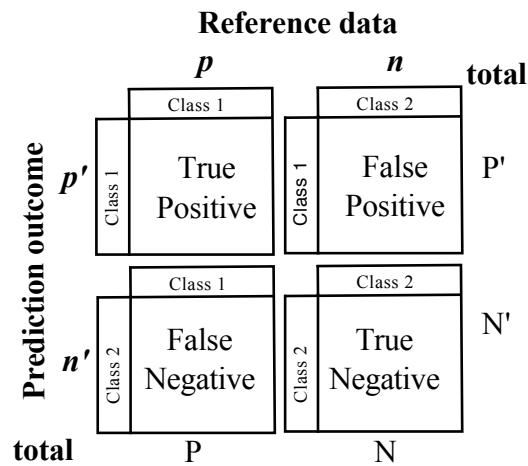 Reference data
p n total
Class 1 Class 2
Prediction outcome
p' Class 1 True Positive Class 1 False Positive P'
Class 1 Class 2
n' Class 2 False Negative Class 2 True Negative N'
total P N